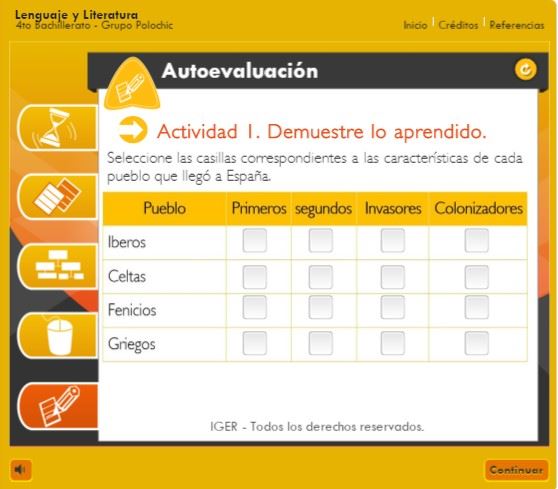 Lenguaje y Literatura
4to Bachillerato - Grupo Polochic
Inicio Créditos Referencias
Autoevaluación
Actividad 1. Demuestre lo aprendido.
Seleccione las casillas correspondientes a las características de cada
pueblo que llegó a España.
Pueblo Primeros segundos Invasores Colonizadores
Iberos
Celtas
Fenicios
Griegos
IGER - Todos los derechos reservados.
Continuar